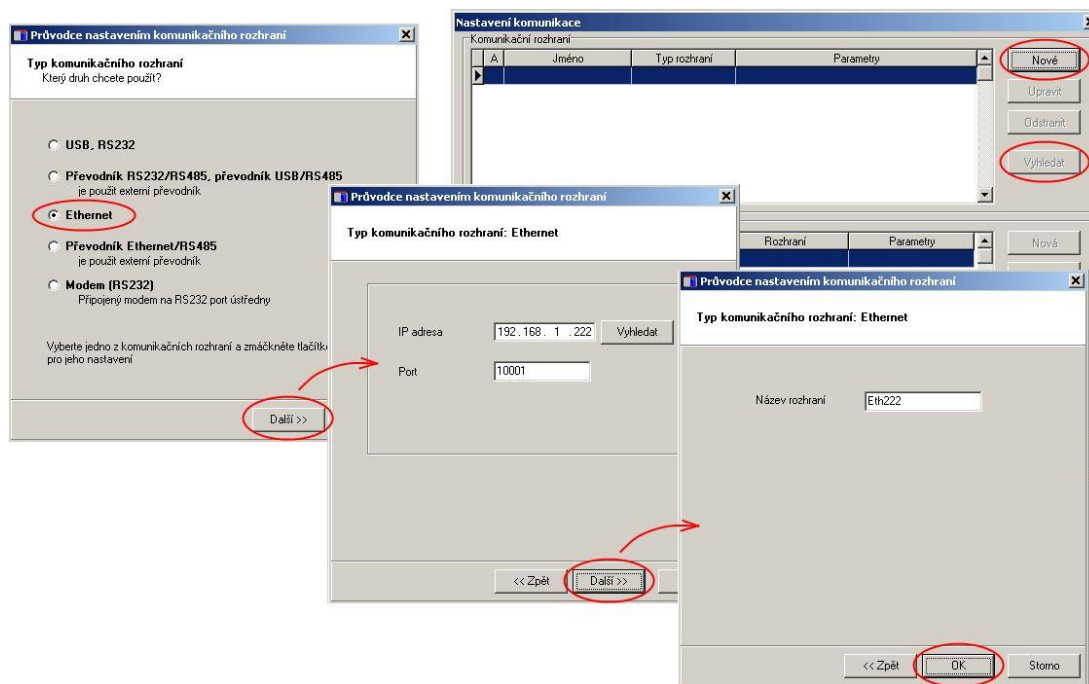 Průvodce nastavením komunikačního rozhraní
Typ komunikačního rozhraní
Který druh chcete použít?
USB, RS232
Převodník RS232/RS485, převodník USB/RS485
je použit externí převodník
Ethernet
Převodník Ethernet/RS485
je použit externí převodník
Modem (RS232)
Připojený modem na RS232 port ústředny
Vyberte jedno z komunikačních rozhraní a zmáčkněte tlačítko
pro jeho nastavení
Další >>
Nastavení komunikace
Komunikační rozhraní
A Jméno Typ rozhraní Parametry
Nové
Upravit
Odstranit
Vyhledat
Rozhraní Parametry
Nová
Průvodce nastavením komunikačního rozhraní
Typ komunikačního rozhraní: Ethernet
IP adresa 192.168. 1 .222 Vyhledat
Port 10001
<< Zpět Další >>
Průvodce nastavením komunikačního rozhraní
Typ komunikačního rozhraní: Ethernet
Název rozhraní Eth222
<< Zpět OK Storno